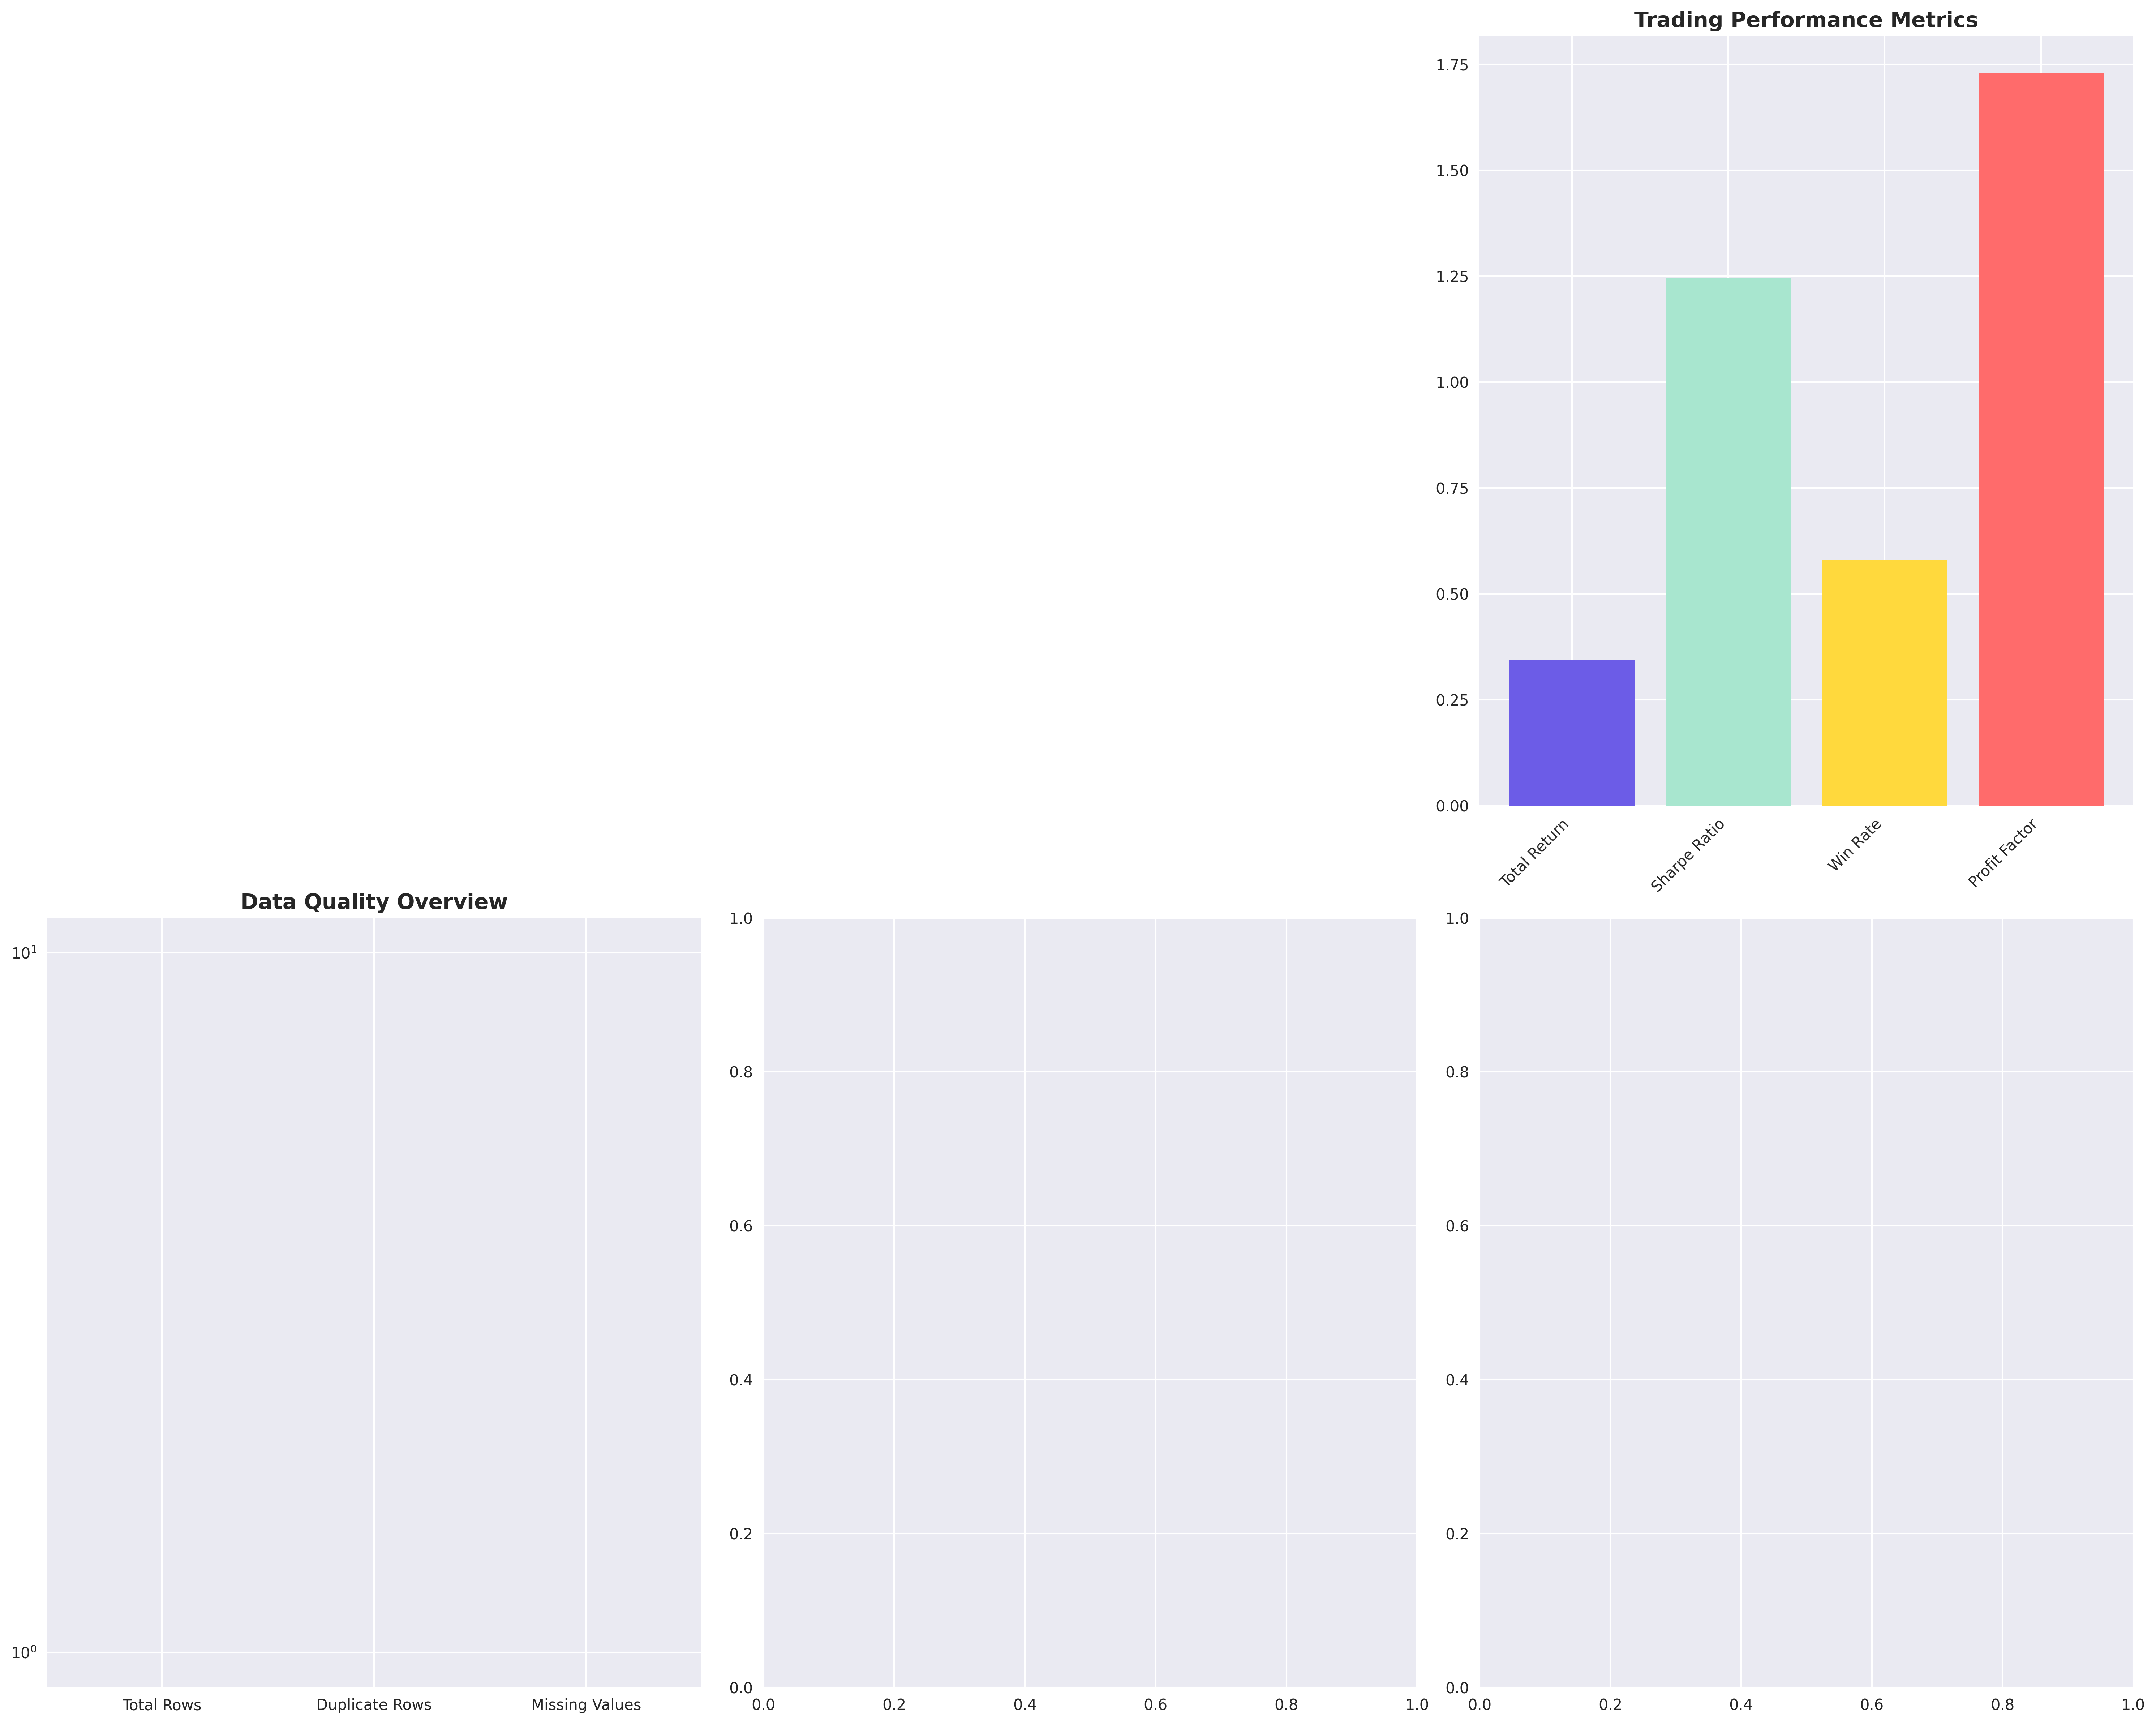 Trading Performance Metrics
1.75
1.50
1.25
1.00
0.75
0.50
0.25
0.00
Total Return
Sharpe Ratio
Win Rate
Profit Factor
Data Quality Overview
10¹
10⁰
Total Rows Duplicate Rows Missing Values
1.0
0.8
0.6
0.4
0.2
0.0
0.0 0.2 0.4 0.6 0.8 1.0
1.0
0.8
0.6
0.4
0.2
0.0
0.0 0.2 0.4 0.6 0.8 1.0